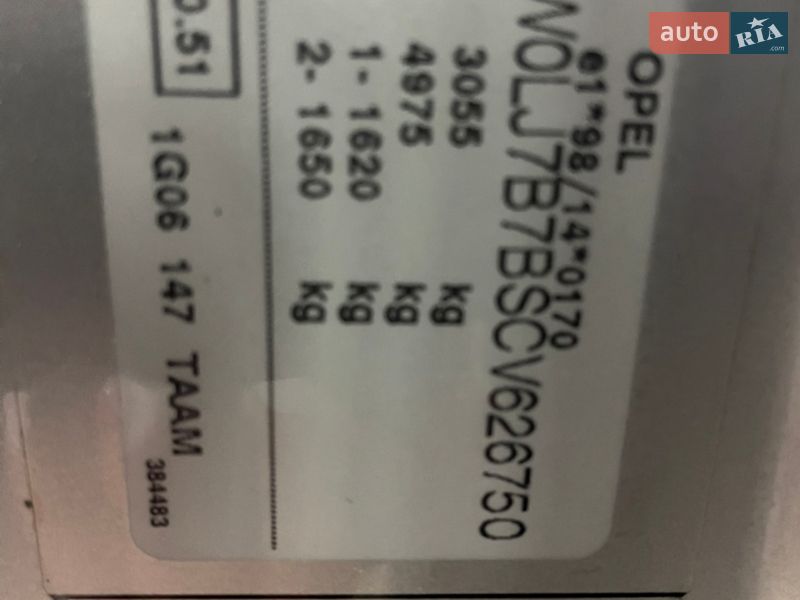 OPEL
e1*98/14*0170
W0LJ7B7BSCV626750
3055 kg
4975 kg
1- 1620 kg
2- 1650 kg
0.51 1G06 147 TAAM
384483
auto RIA .com